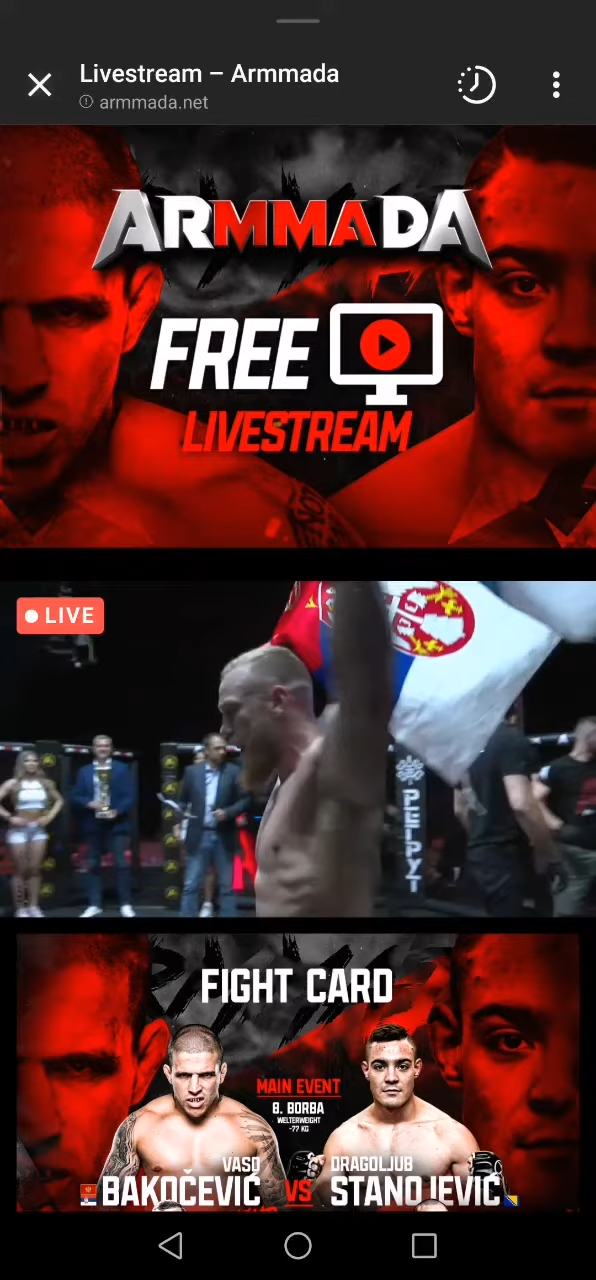 Livestream – Armmada
armmada.net
ARMMADA
FREE
LIVESTREAM
LIVE
РЕГРУТ
FIGHT CARD
MAIN EVENT
8. BORBA
WELTERWEIGHT
-77 KG
VASO
BAKOČEVIĆ
VS
DRAGOLJUB
STANOJEVIĆ